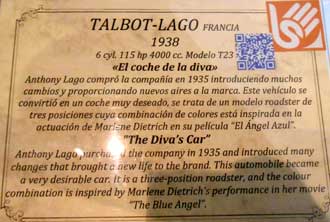 TALBOT-LAGO FRANCIA
1938
6 cyl. 115 hp 4000 cc. Modelo T23
«El coche de la diva»
Anthony Lago compró la compañía en 1935 introduciendo muchos
cambios y proporcionando nuevos aires a la marca. Este vehículo se
convirtió en un coche muy deseado, se trata de un modelo roadster de
tres posiciones cuya combinación de colores está inspirada en la
actuación de Marlene Dietrich en su película "El Ángel Azul".
"The Diva's Car"
Anthony Lago purchased the company in 1935 and introduced many
changes that brought a new life to the brand. This automobile became
a very desirable car. It is a three-position roadster, and the colour
combination is inspired by Marlene Dietrich's performance in her movie
"The Blue Angel".